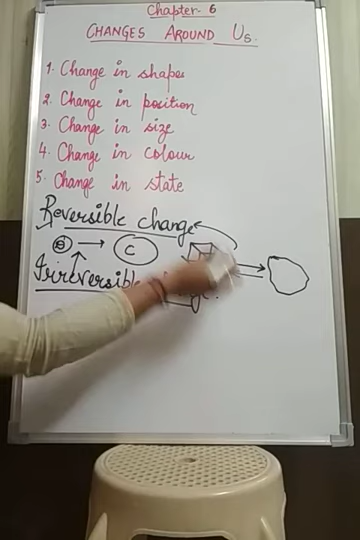 Chapter- 6
CHANGES AROUND Us.
1. Change in shapes
2. Change in position
3. Change in size
4. Change in colour
5. Change in state
Reversible change
B C
Irreversible